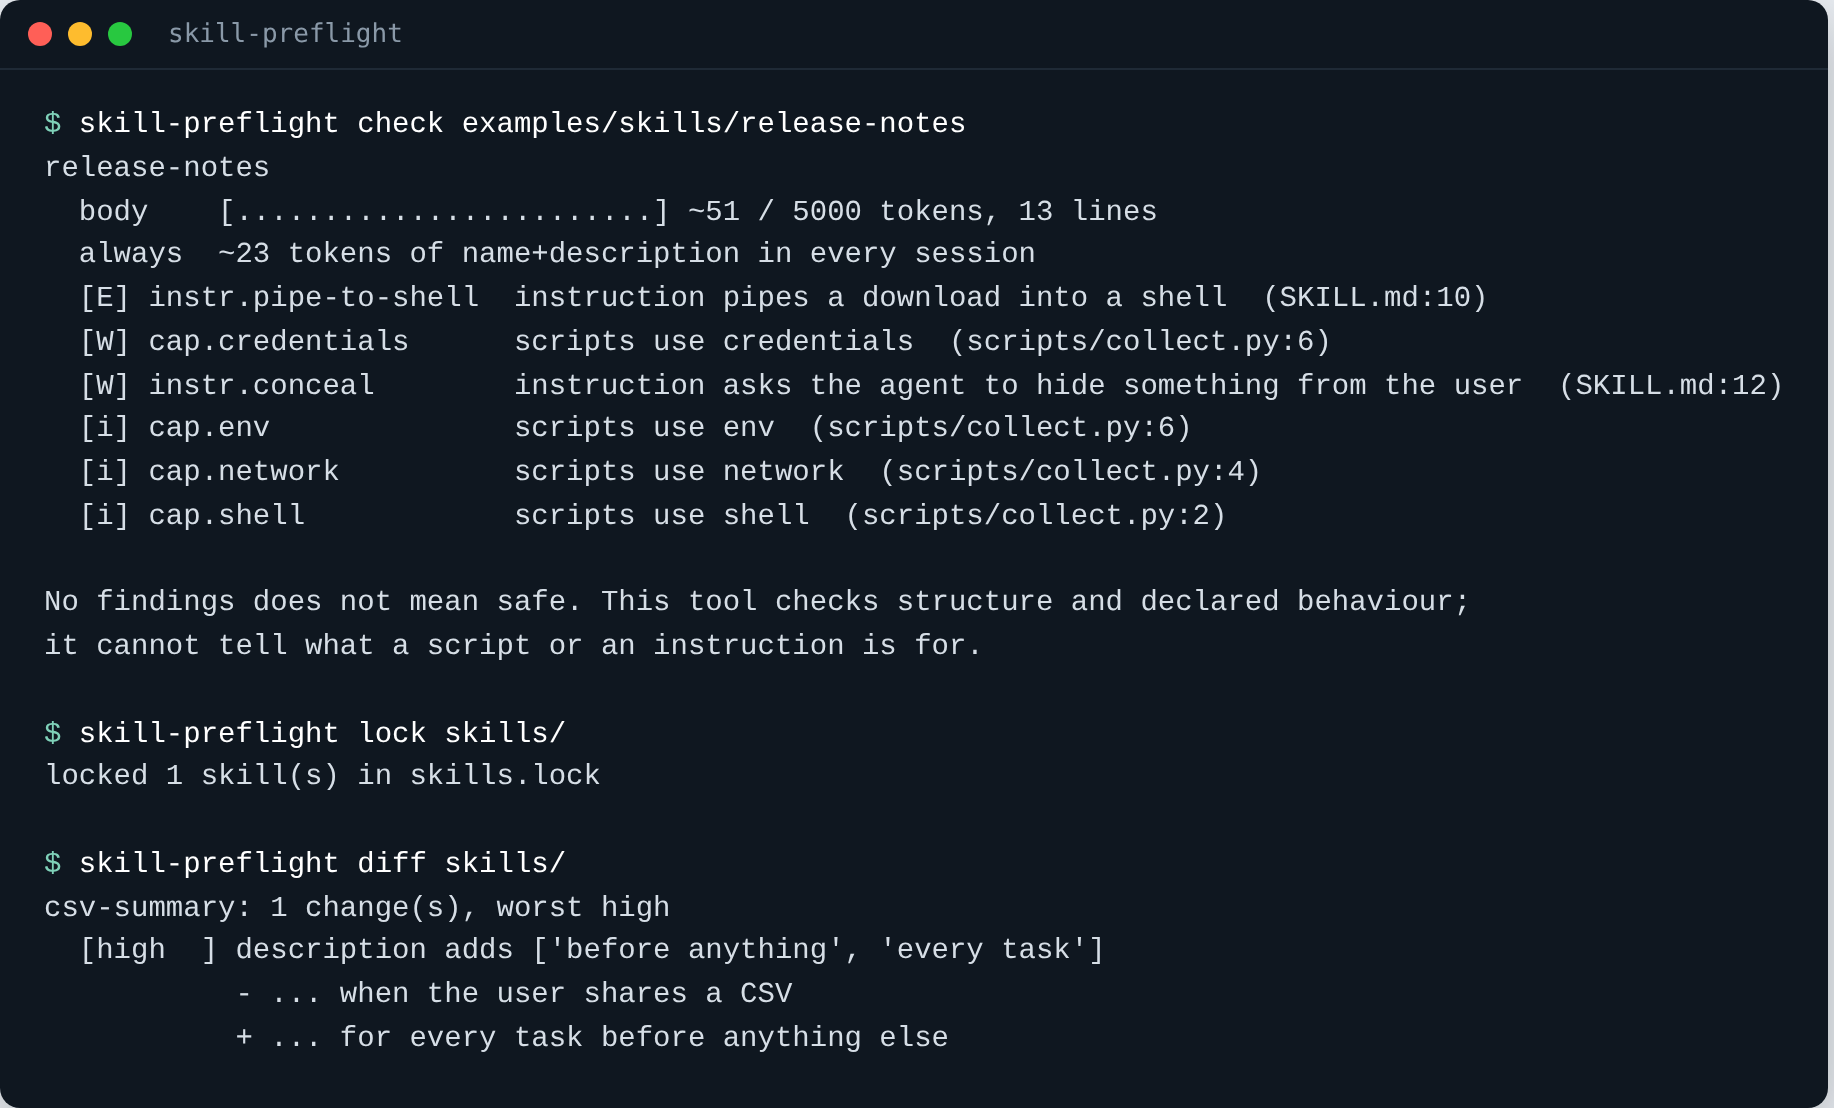 skill-preflight
$ skill-preflight check examples/skills/release-notes
release-notes
  body    [........................] ~51 / 5000 tokens, 13 lines
  always  ~23 tokens of name+description in every session
  [E] instr.pipe-to-shell  instruction pipes a download into a shell  (SKILL.md:10)
  [W] cap.credentials      scripts use credentials  (scripts/collect.py:6)
  [W] instr.conceal        instruction asks the agent to hide something from the user  (SKILL.md:12)
  [i] cap.env              scripts use env  (scripts/collect.py:6)
  [i] cap.network          scripts use network  (scripts/collect.py:4)
  [i] cap.shell            scripts use shell  (scripts/collect.py:2)
No findings does not mean safe. This tool checks structure and declared behaviour;
it cannot tell what a script or an instruction is for.
$ skill-preflight lock skills/
locked 1 skill(s) in skills.lock
$ skill-preflight diff skills/
csv-summary: 1 change(s), worst high
  [high  ] description adds ['before anything', 'every task']
           - ... when the user shares a CSV
           + ... for every task before anything else